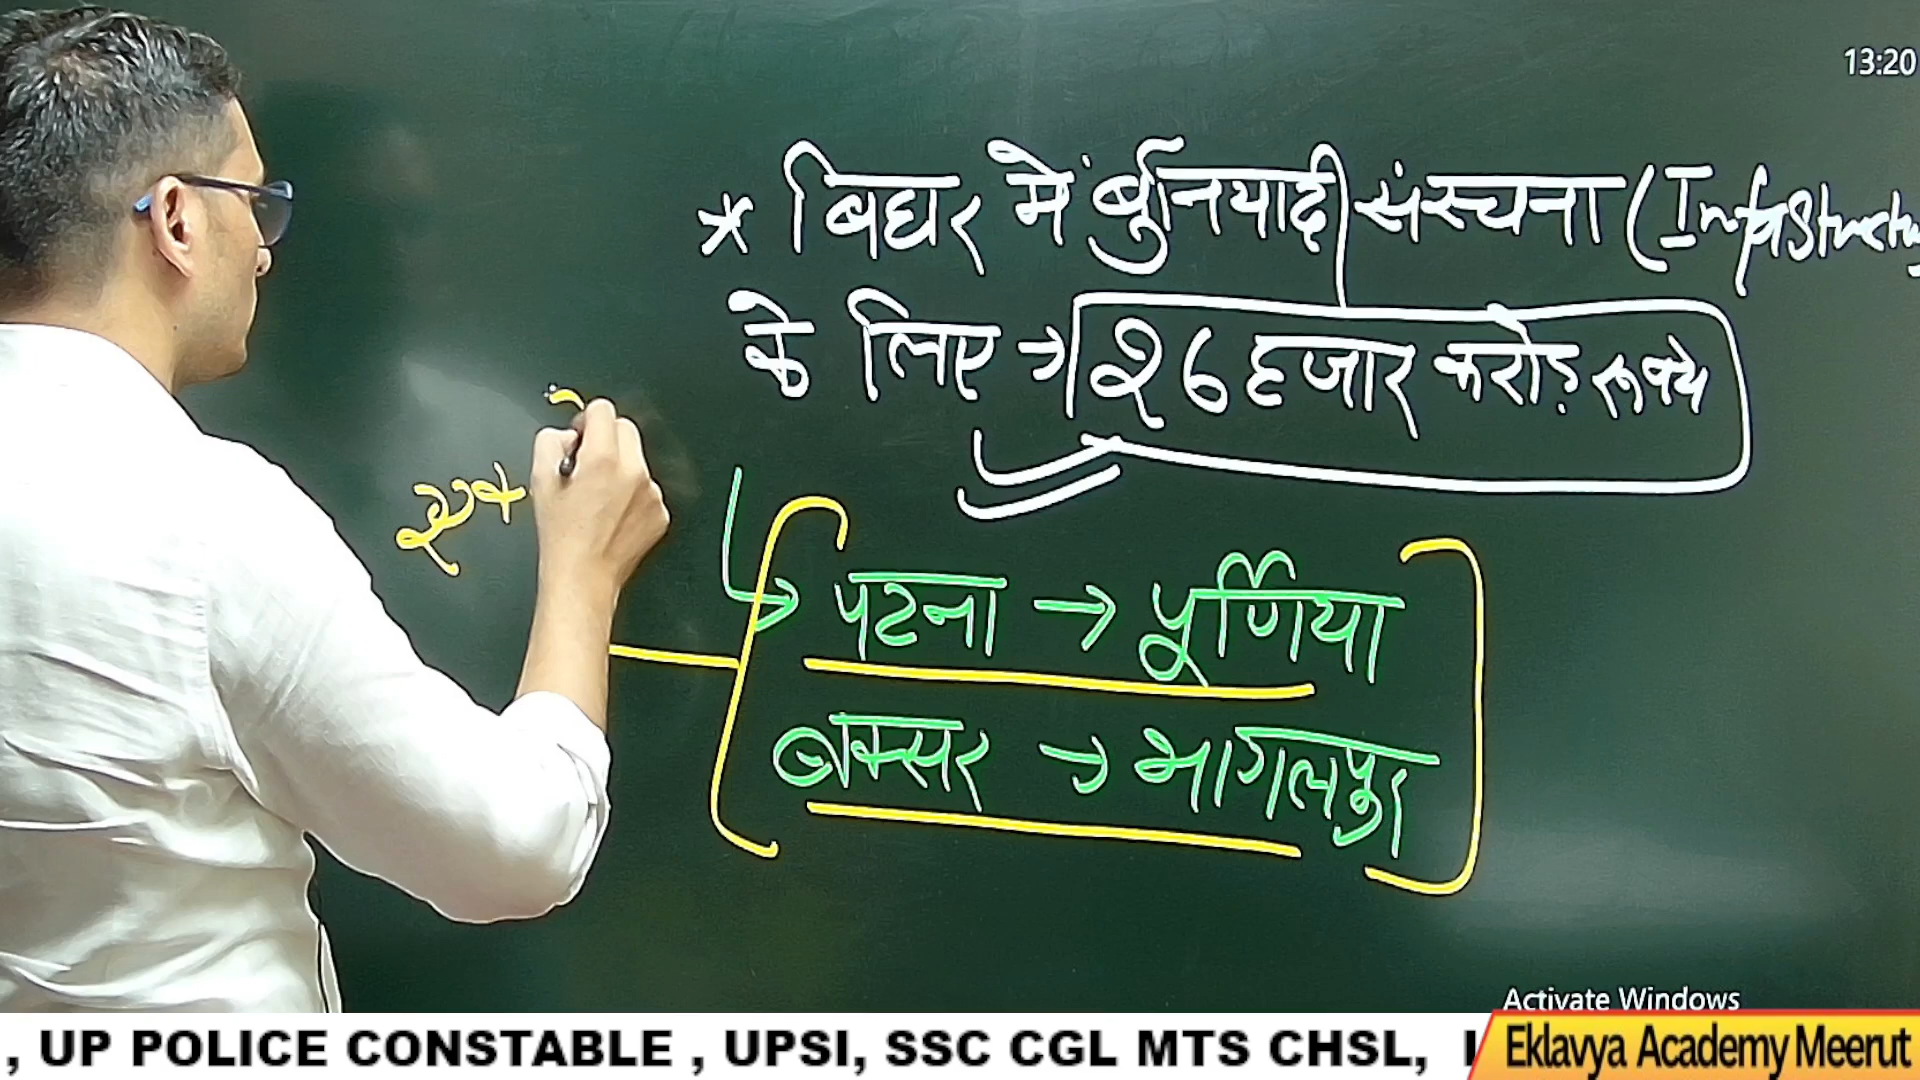 13:20
* बिहार में बुनियादी संरचना (Infrastructu
के लिए → 26 हजार करोड़ रूपये
पटना → पूर्णिया
बक्सर → भागलपुर
Activate Windows
, UP POLICE CONSTABLE , UPSI, SSC CGL MTS CHSL,
Eklavya Academy Meerut